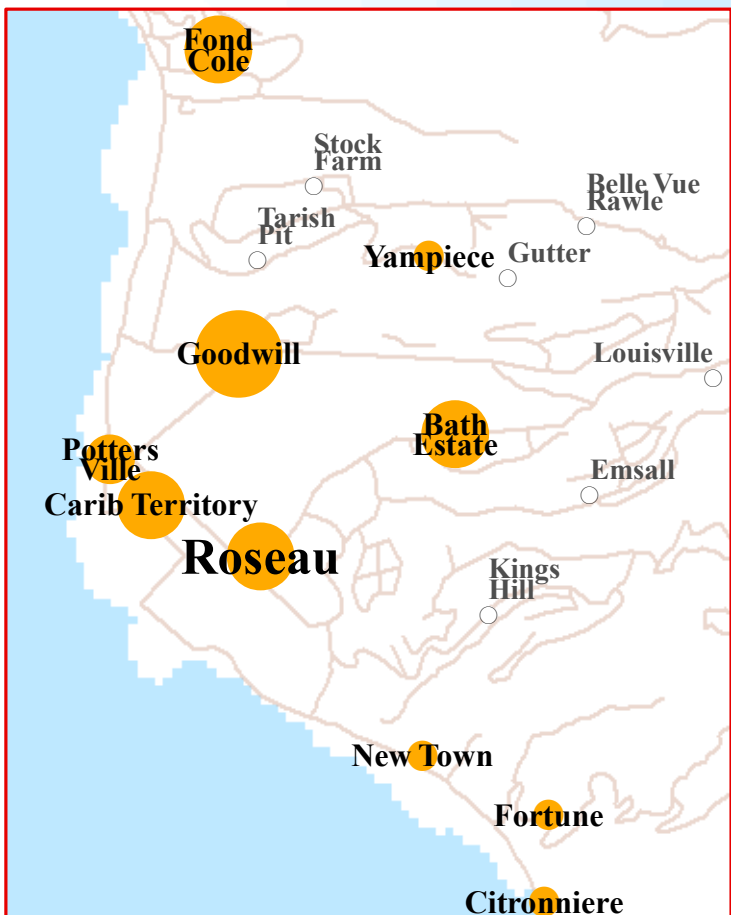 Fond
Cole
Stock
Farm
Belle Vue
Rawle
Tarish
Pit
Yampiece
Gutter
Goodwill
Louisville
Bath
Estate
Potters
Ville
Emsall
Carib Territory
Roseau
Kings
Hill
New Town
Fortune
Citronniere